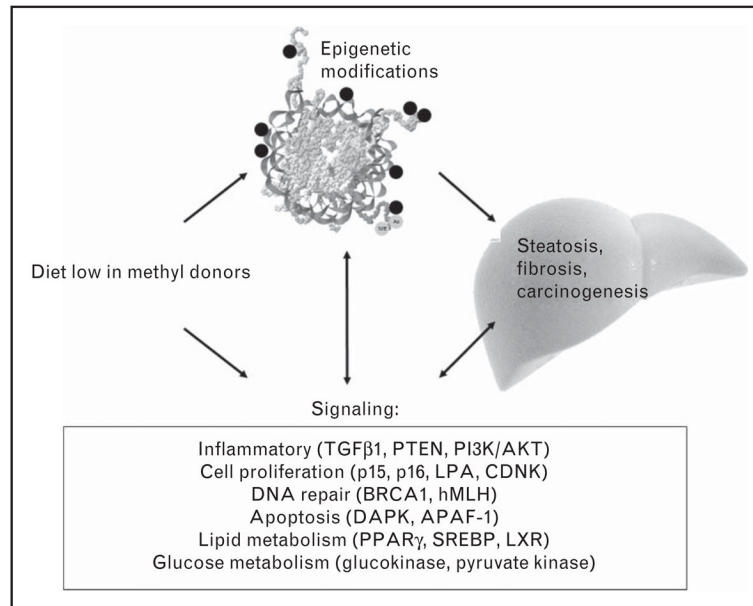 Epigenetic
modifications
Diet low in methyl donors
Steatosis,
fibrosis,
carcinogenesis
Signaling:
Inflammatory (TGFβ1, PTEN, PI3K/AKT)
Cell proliferation (p15, p16, LPA, CDNK)
DNA repair (BRCA1, hMLH)
Apoptosis (DAPK, APAF-1)
Lipid metabolism (PPARγ, SREBP, LXR)
Glucose metabolism (glucokinase, pyruvate kinase)